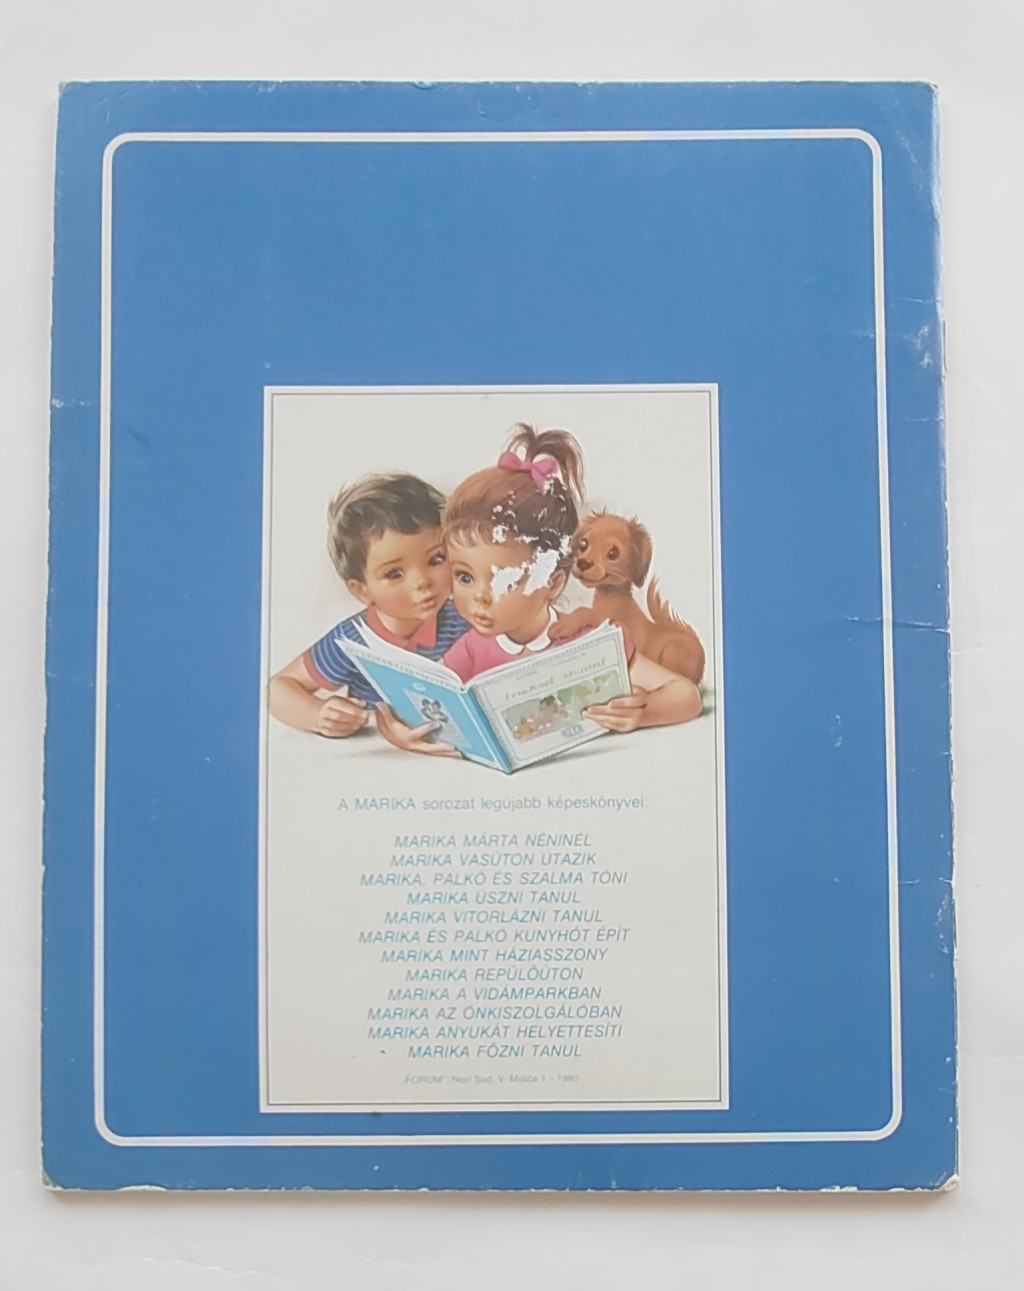 A MARIKA sorozat legújabb képeskönyvei:
MARIKA MÁRTA NÉNINÉL
MARIKA VASÚTON UTAZIK
MARIKA, PALKÓ ÉS SZALMA TÓNI
MARIKA ÚSZNI TANUL
MARIKA VITORLÁZNI TANUL
MARIKA ÉS PALKÓ KUNYHÓT ÉPÍT
MARIKA MINT HÁZIASSZONY
MARIKA REPÜLŐÚTON
MARIKA A VIDÁMPARKBAN
MARIKA AZ ÖNKISZOLGÁLÓBAN
MARIKA ANYUKÁT HELYETTESÍTI
MARIKA FŐZNI TANUL
„FORUM”, Novi Sad, V. Mišića 1 – 1980